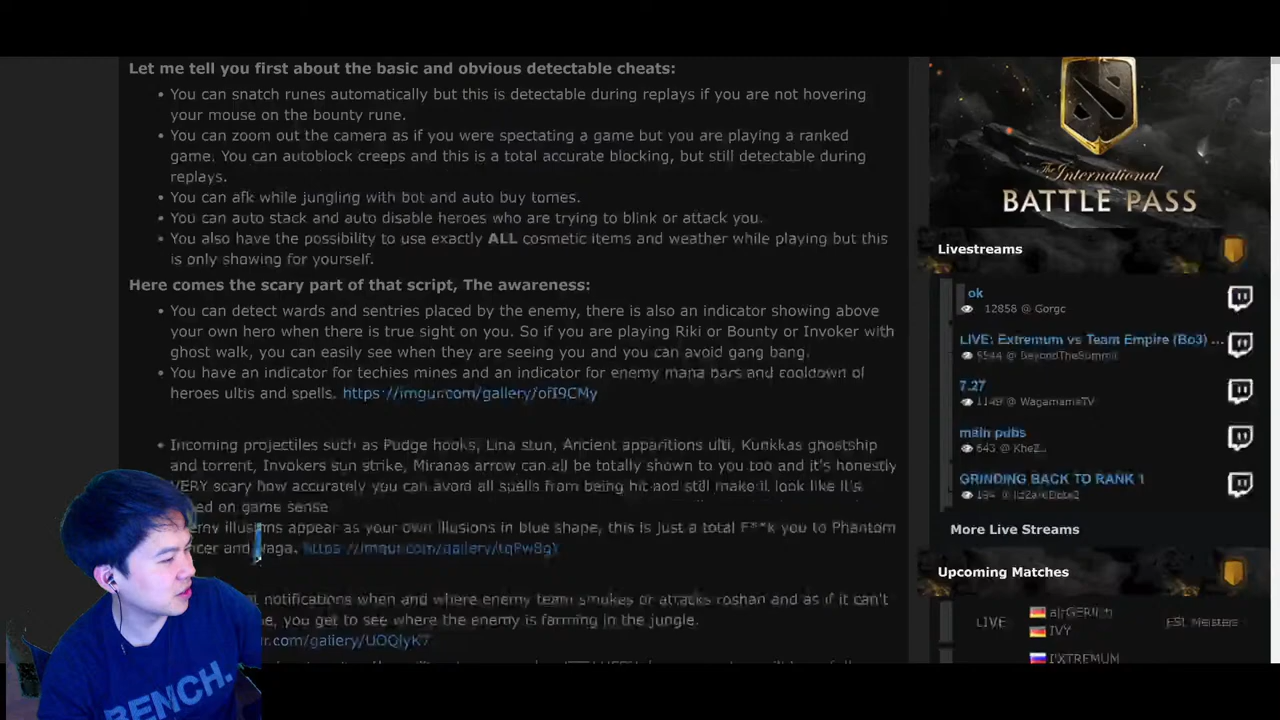 Let me tell you first about the basic and obvious detectable cheats:
You can snatch runes automatically but this is detectable during replays if you are not hovering
your mouse on the bounty rune.
You can zoom out the camera as if you were spectating a game but you are playing a ranked
game. You can autoblock creeps and this is a total accurate blocking, but still detectable during
replays.
You can afk while jungling with bot and auto buy tomes.
You can auto stack and auto disable heroes who are trying to blink or attack you.
You also have the possibility to use exactly ALL cosmetic items and weather while playing but this
is only showing for yourself.
Here comes the scary part of that script, The awareness:
You can detect wards and sentries placed by the enemy, there is also an indicator showing above
your own hero when there is true sight on you. So if you are playing Riki or Bounty or Invoker with
ghost walk, you can easily see when they are seeing you and you can avoid gang bang.
You have an indicator for techies mines and an indicator for enemy mana bars and cooldown of
heroes ultis and spells.
Incoming projectiles such as Pudge hooks, Lina stun, Ancient apparitions ulti, Kunkkas ghostship
and torrent, Invokers sun strike, Miranas arrow can all be totally shown to you too and it's honestly
VERY scary how accurately you can avoid all spells from being hit and still make it look like it's
on game sense
illusions appear as your own illusions in blue shape, this is just a total F**k you to Phantom
and Waga.
notifications when and where enemy team smokes or attacks roshan and as if it can't
you get to see where the enemy is farming in the jungle.
BENCH.
The International
BATTLE PASS
Livestreams
ok
12858 @ Gorgc
LIVE: Extremum vs Team Empire (Bo3) ...
@ BeyondTheSummit
7.27
1149 @ WagamamaTV
main pubs
643 @ KheZ...
GRINDING BACK TO RANK 1
More Live Streams
Upcoming Matches
LIVE
IVY